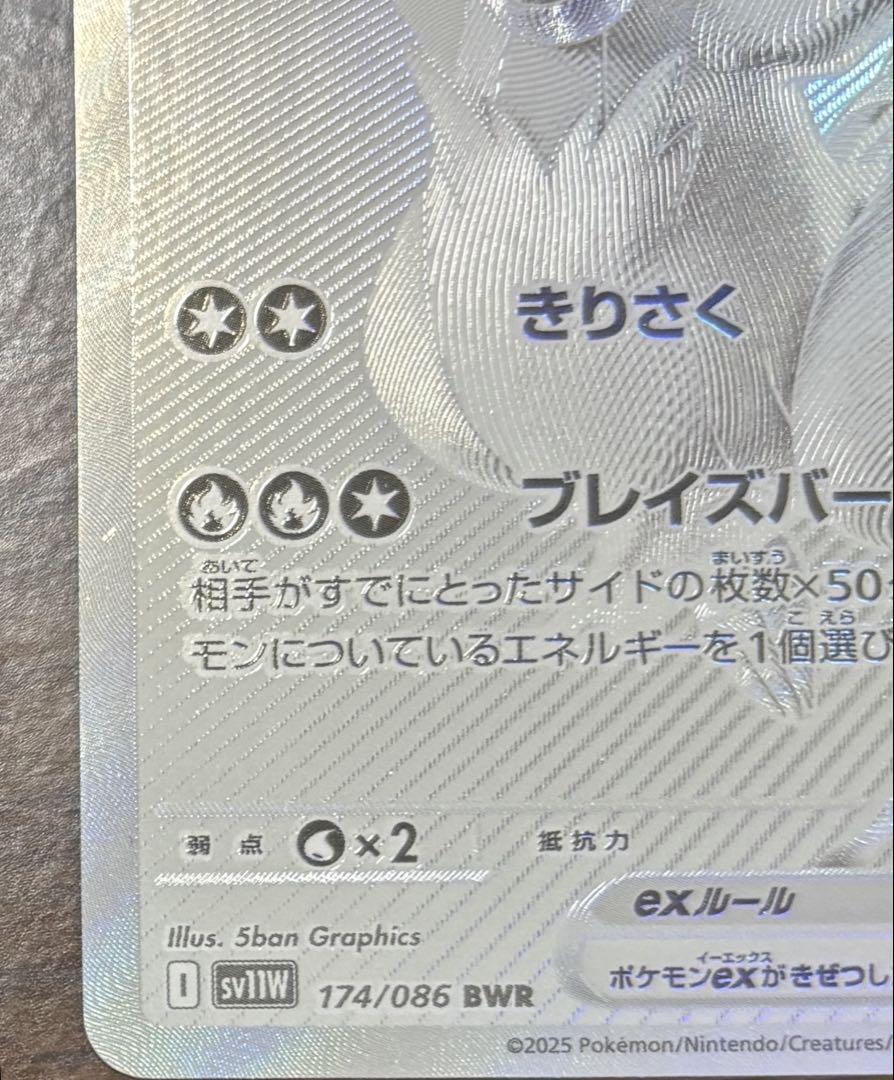 きりさく
ブレイズバー
あいて まいすう
相手がすでにとったサイドの枚数×50
こ えら
モンについているエネルギーを1個選び
弱点 ×2 抵抗力
exルール
Illus. 5ban Graphics
イーエックス
ポケモンexがきぜつし
I sv11W 174/086 BWR
©2025 Pokémon/Nintendo/Creatures/